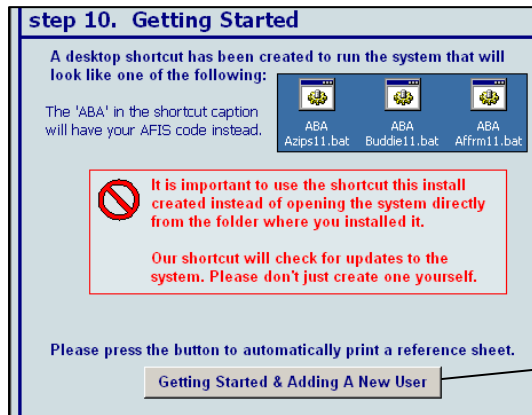 step 10. Getting Started
A desktop shortcut has been created to run the system that will
look like one of the following:
The 'ABA' in the shortcut caption
will have your AFIS code instead.
ABA
Azips11.bat
ABA
Buddie11.bat
ABA
Affrm11.bat
It is important to use the shortcut this install
created instead of opening the system directly
from the folder where you installed it.
Our shortcut will check for updates to the
system. Please don't just create one yourself.
Please press the button to automatically print a reference sheet.
Getting Started & Adding A New User